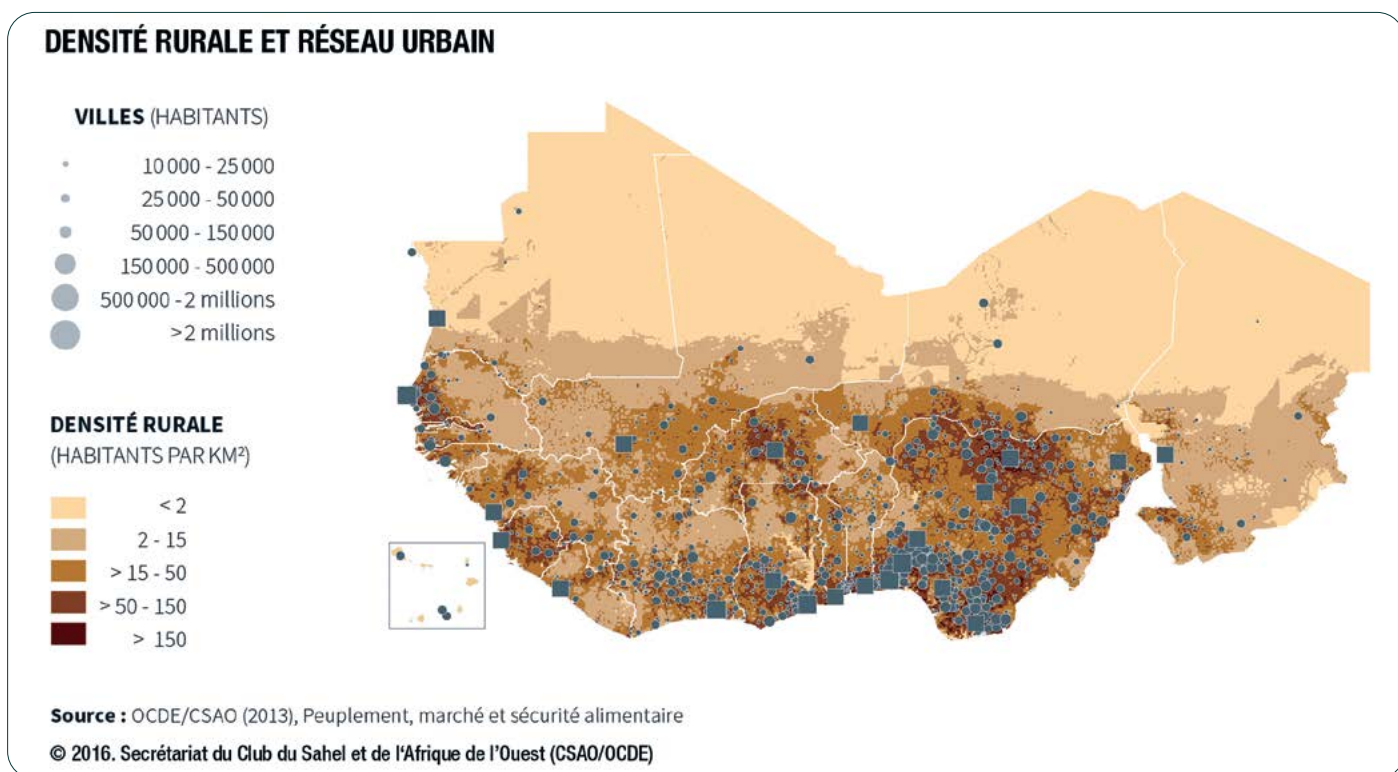 DENSITÉ RURALE ET RÉSEAU URBAIN
VILLES (HABITANTS)
10 000 - 25 000
25 000 - 50 000
50 000 - 150 000
150 000 - 500 000
500 000 - 2 millions
>2 millions
DENSITÉ RURALE
(HABITANTS PAR KM²)
< 2
2 - 15
> 15 - 50
> 50 - 150
> 150
Source : OCDE/CSAO (2013), Peuplement, marché et sécurité alimentaire
© 2016. Secrétariat du Club du Sahel et de l'Afrique de l'Ouest (CSAO/OCDE)